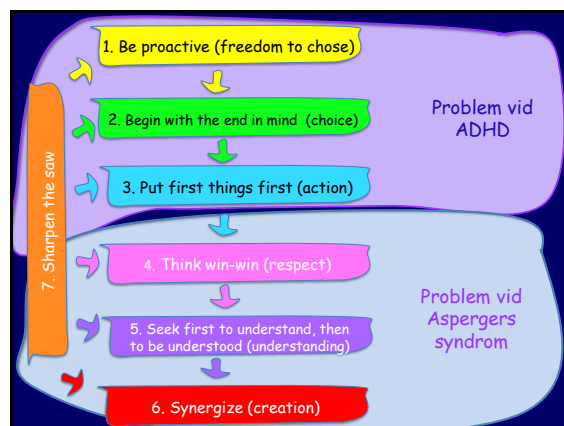 1. Be proactive (freedom to chose)
2. Begin with the end in mind (choice)
3. Put first things first (action)
Problem vid
ADHD
7. Sharpen the saw
4. Think win-win (respect)
5. Seek first to understand, then
to be understood (understanding)
6. Synergize (creation)
Problem vid
Aspergers
syndrom